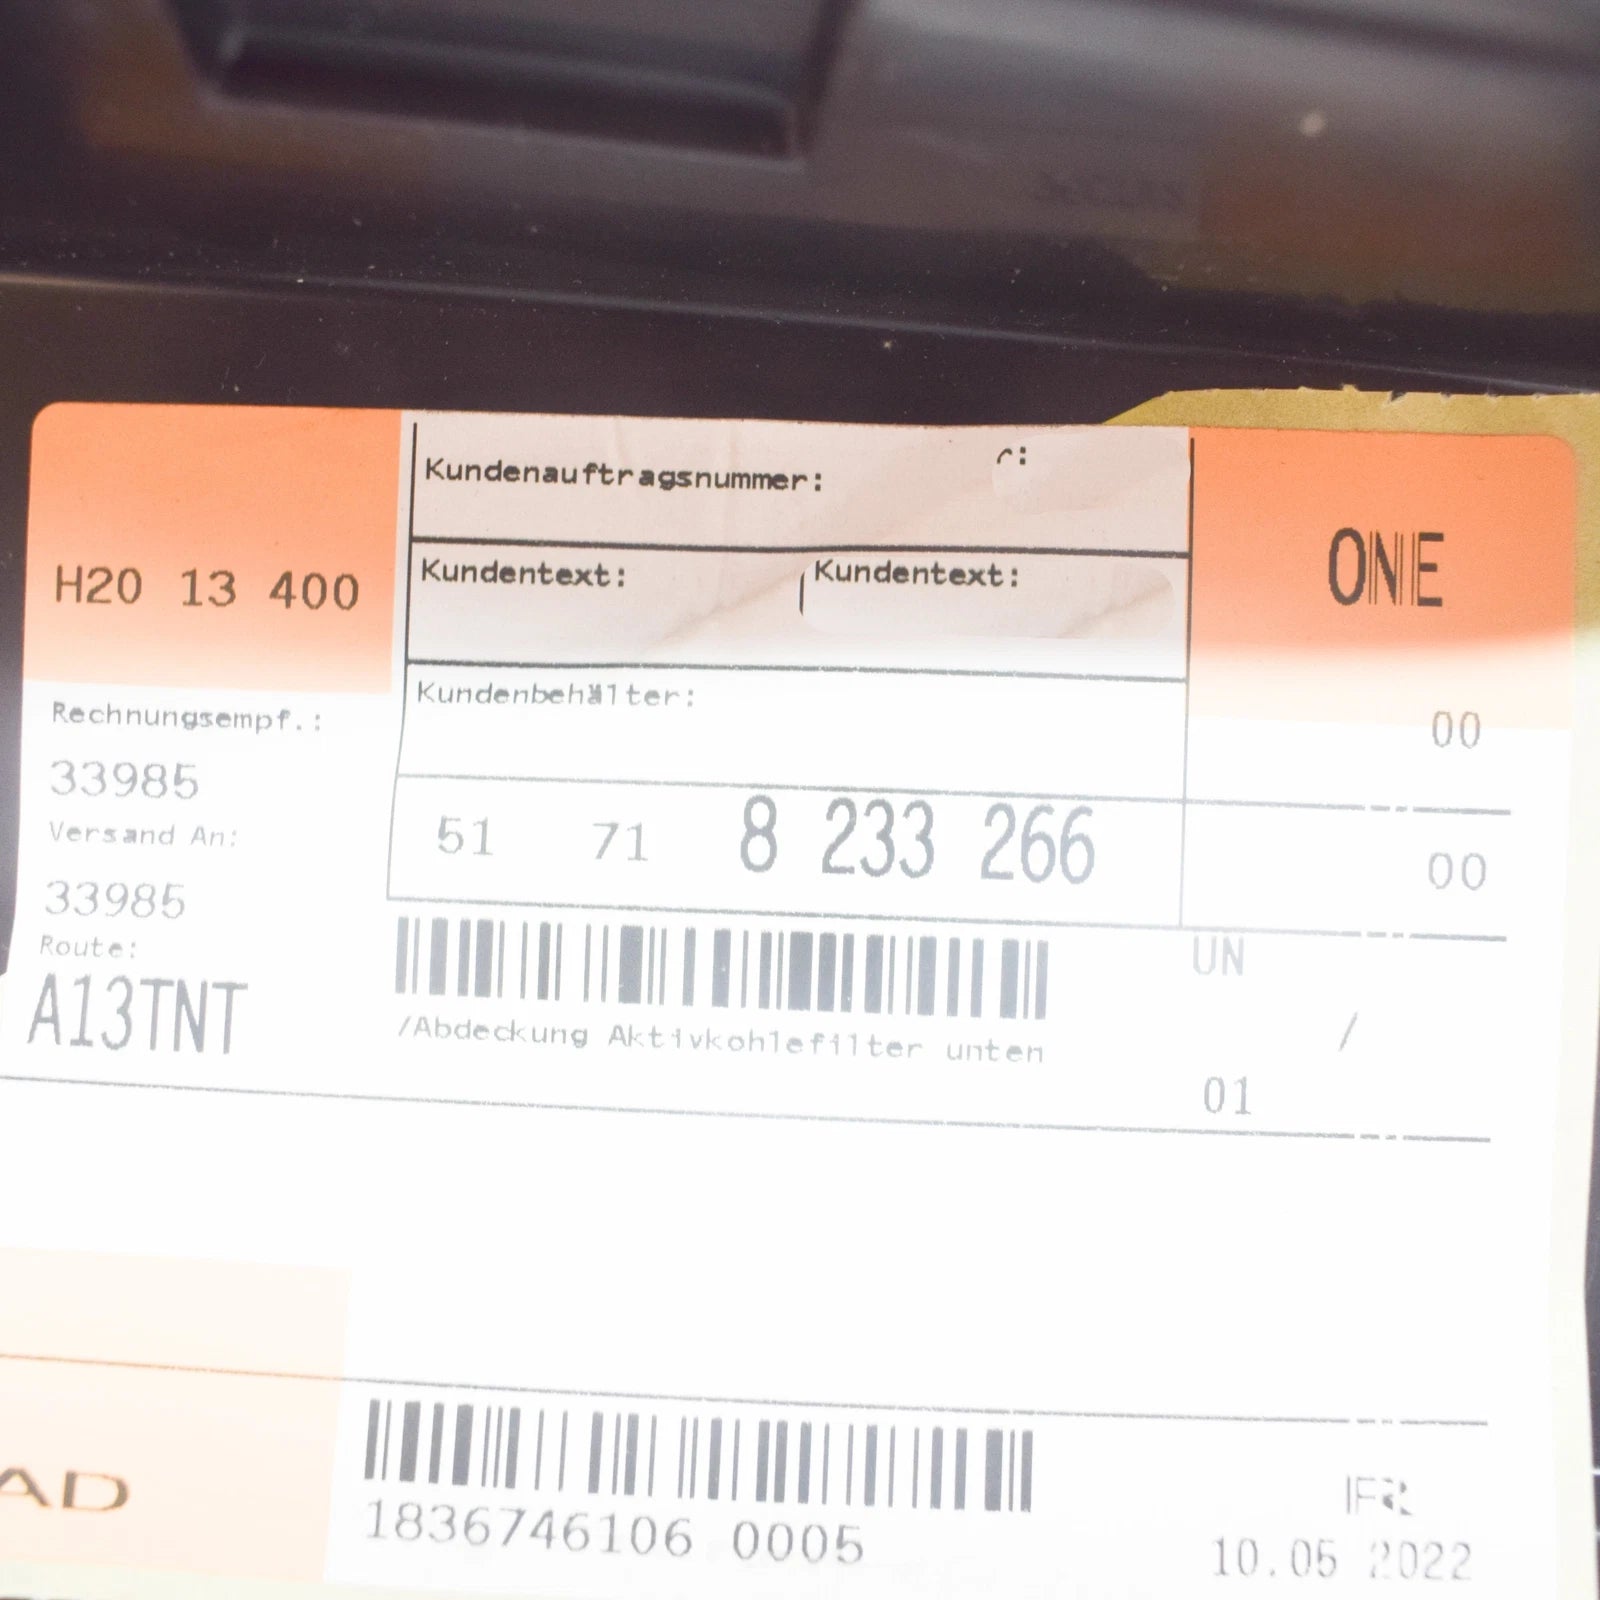 Kundenauftragsnummer: r:
H20 13 400
Kundentext: Kundentext:
ONE
Kundenbehälter:
Rechnungsempf.:
00
33985
Versand An:
51 71 8 233 266
00
33985
Route:
A13TNT
UN
/Abdeckung Aktivkohlefilter unten
/
01
AD
1836746106 0005
10.05 2022